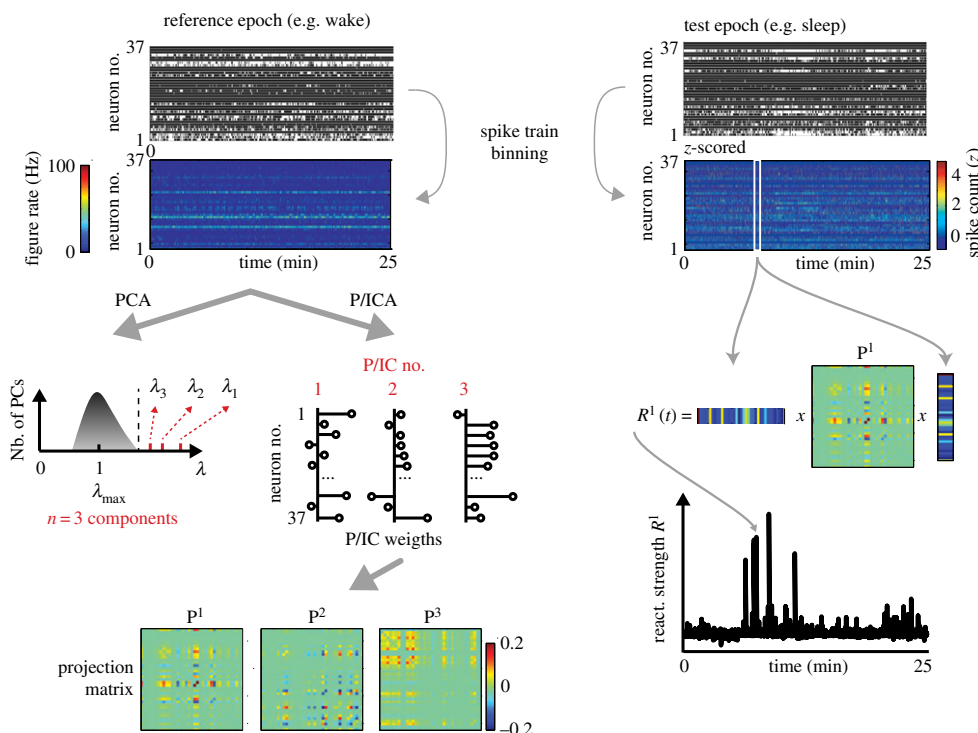 reference epoch (e.g. wake)
37
neuron no.
1
0
100
figure rate (Hz)
0
37
neuron no.
1
0
time (min)
25
spike train
binning
test epoch (e.g. sleep)
37
neuron no.
1
z-scored
37
neuron no.
1
0
time (min)
25
4
2
0
spike count (z)
PCA
P/ICA
Nb. of PCs
λ3
λ2
λ1
0
1
λ
λmax
n = 3 components
P/IC no.
1
2
3
1
neuron no.
...
...
...
37
P/IC weigths
projection
matrix
P1
P2
P3
0.2
0
–0.2
P1
R1 (t) =
x
x
react. strength R1
0
time (min)
25